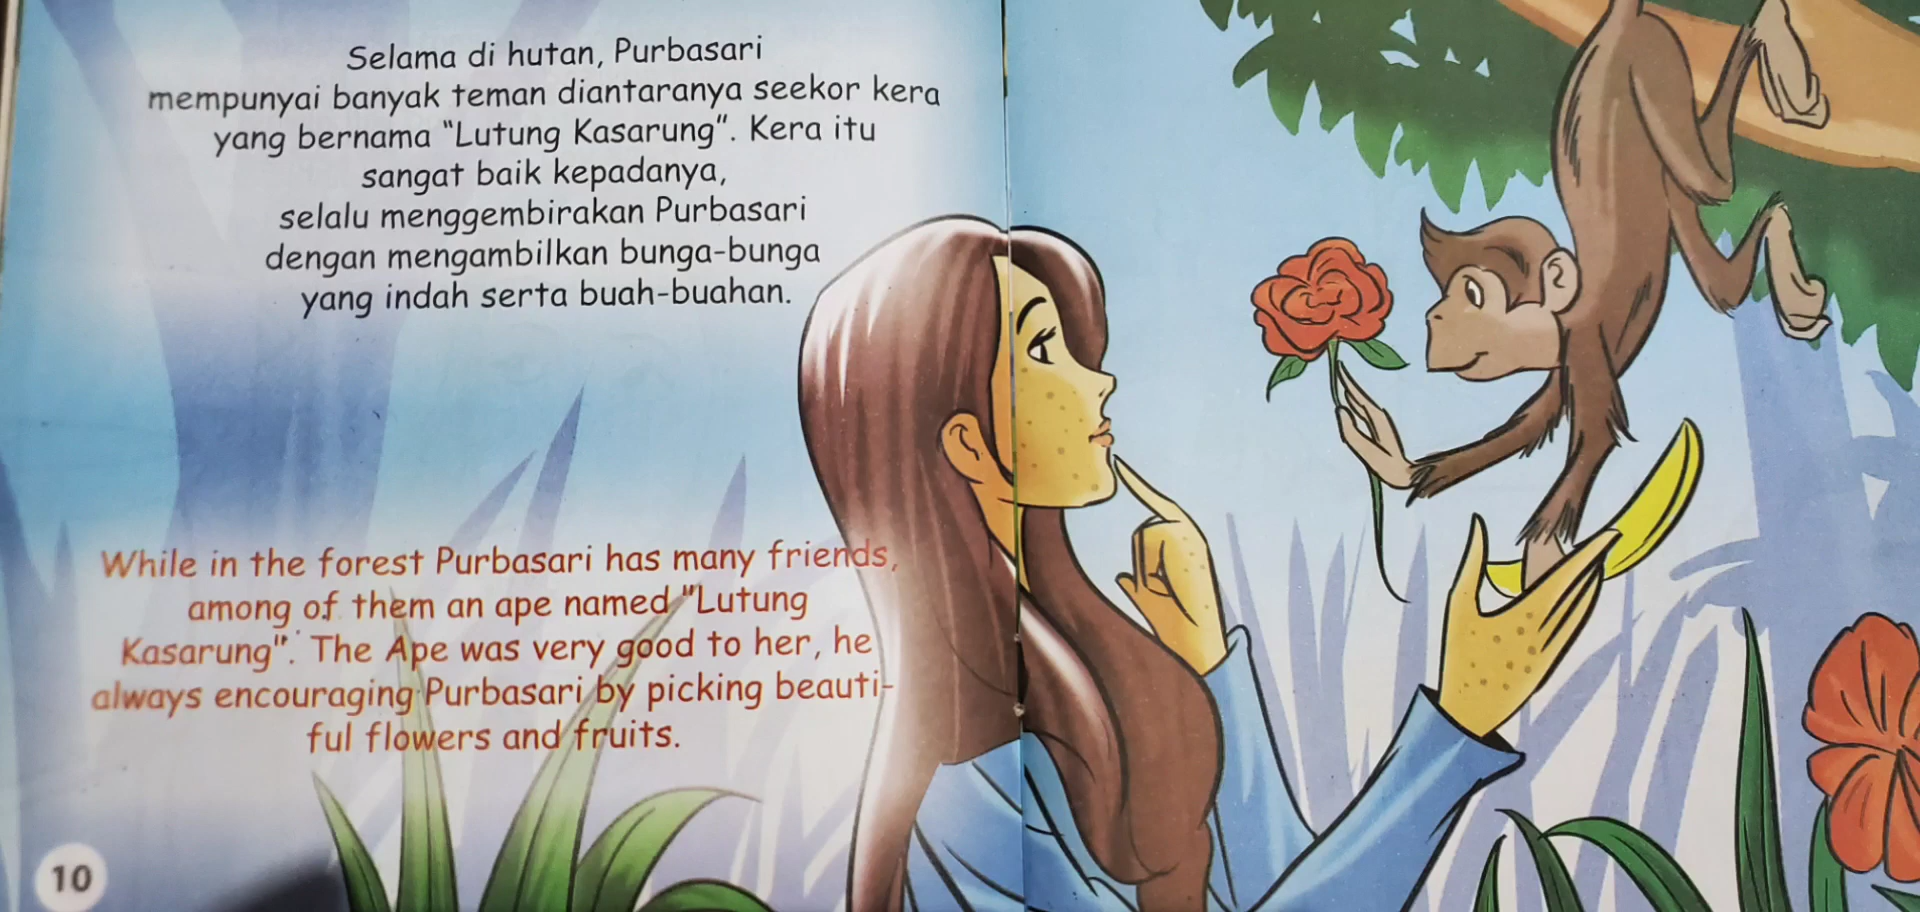 Selama di hutan, Purbasari
mempunyai banyak teman diantaranya seekor kera
yang bernama "Lutung Kasarung". Kera itu
sangat baik kepadanya,
selalu menggembirakan Purbasari
dengan mengambilkan bunga-bunga
yang indah serta buah-buahan.
While in the forest Purbasari has many friends,
among of them an ape named "Lutung
Kasarung". The Ape was very good to her, he
always encouraging Purbasari by picking beauti-
ful flowers and fruits.
10